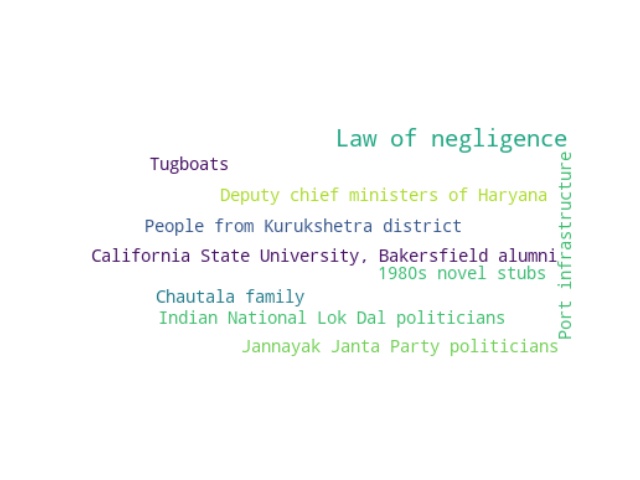 Law of negligence
Tugboats
Deputy chief ministers of Haryana
People from Kurukshetra district
California State University, Bakersfield alumni
1980s novel stubs
Chautala family
Indian National Lok Dal politicians
Jannayak Janta Party politicians
Port infrastructure